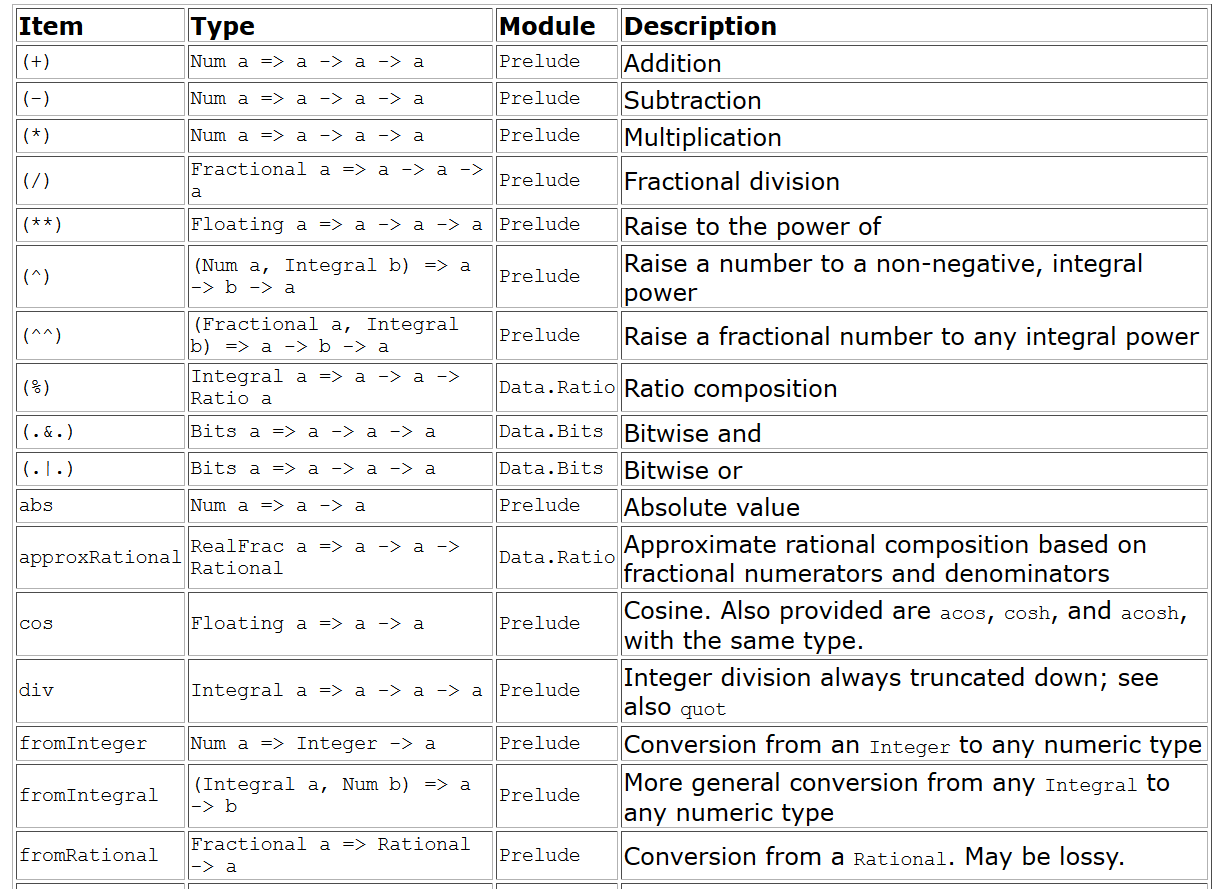 Item Type Module Description
(+) Num a => a -> a -> a Prelude Addition
(-) Num a => a -> a -> a Prelude Subtraction
(*) Num a => a -> a -> a Prelude Multiplication
(/) Fractional a => a -> a ->
a Prelude Fractional division
(**) Floating a => a -> a -> a Prelude Raise to the power of
(^) (Num a, Integral b) => a
-> b -> a Prelude Raise a number to a non-negative, integral
power
(^^) (Fractional a, Integral
b) => a -> b -> a Prelude Raise a fractional number to any integral power
(%) Integral a => a -> a ->
Ratio a Data.Ratio Ratio composition
(.&.) Bits a => a -> a -> a Data.Bits Bitwise and
(.|.) Bits a => a -> a -> a Data.Bits Bitwise or
abs Num a => a -> a Prelude Absolute value
approxRational RealFrac a => a -> a ->
Rational Data.Ratio Approximate rational composition based on
fractional numerators and denominators
cos Floating a => a -> a Prelude Cosine. Also provided are acos, cosh, and acosh,
with the same type.
div Integral a => a -> a -> a Prelude Integer division always truncated down; see
also quot
fromInteger Num a => Integer -> a Prelude Conversion from an Integer to any numeric type
fromIntegral (Integral a, Num b) => a
-> b Prelude More general conversion from any Integral to
any numeric type
fromRational Fractional a => Rational
-> a Prelude Conversion from a Rational. May be lossy.